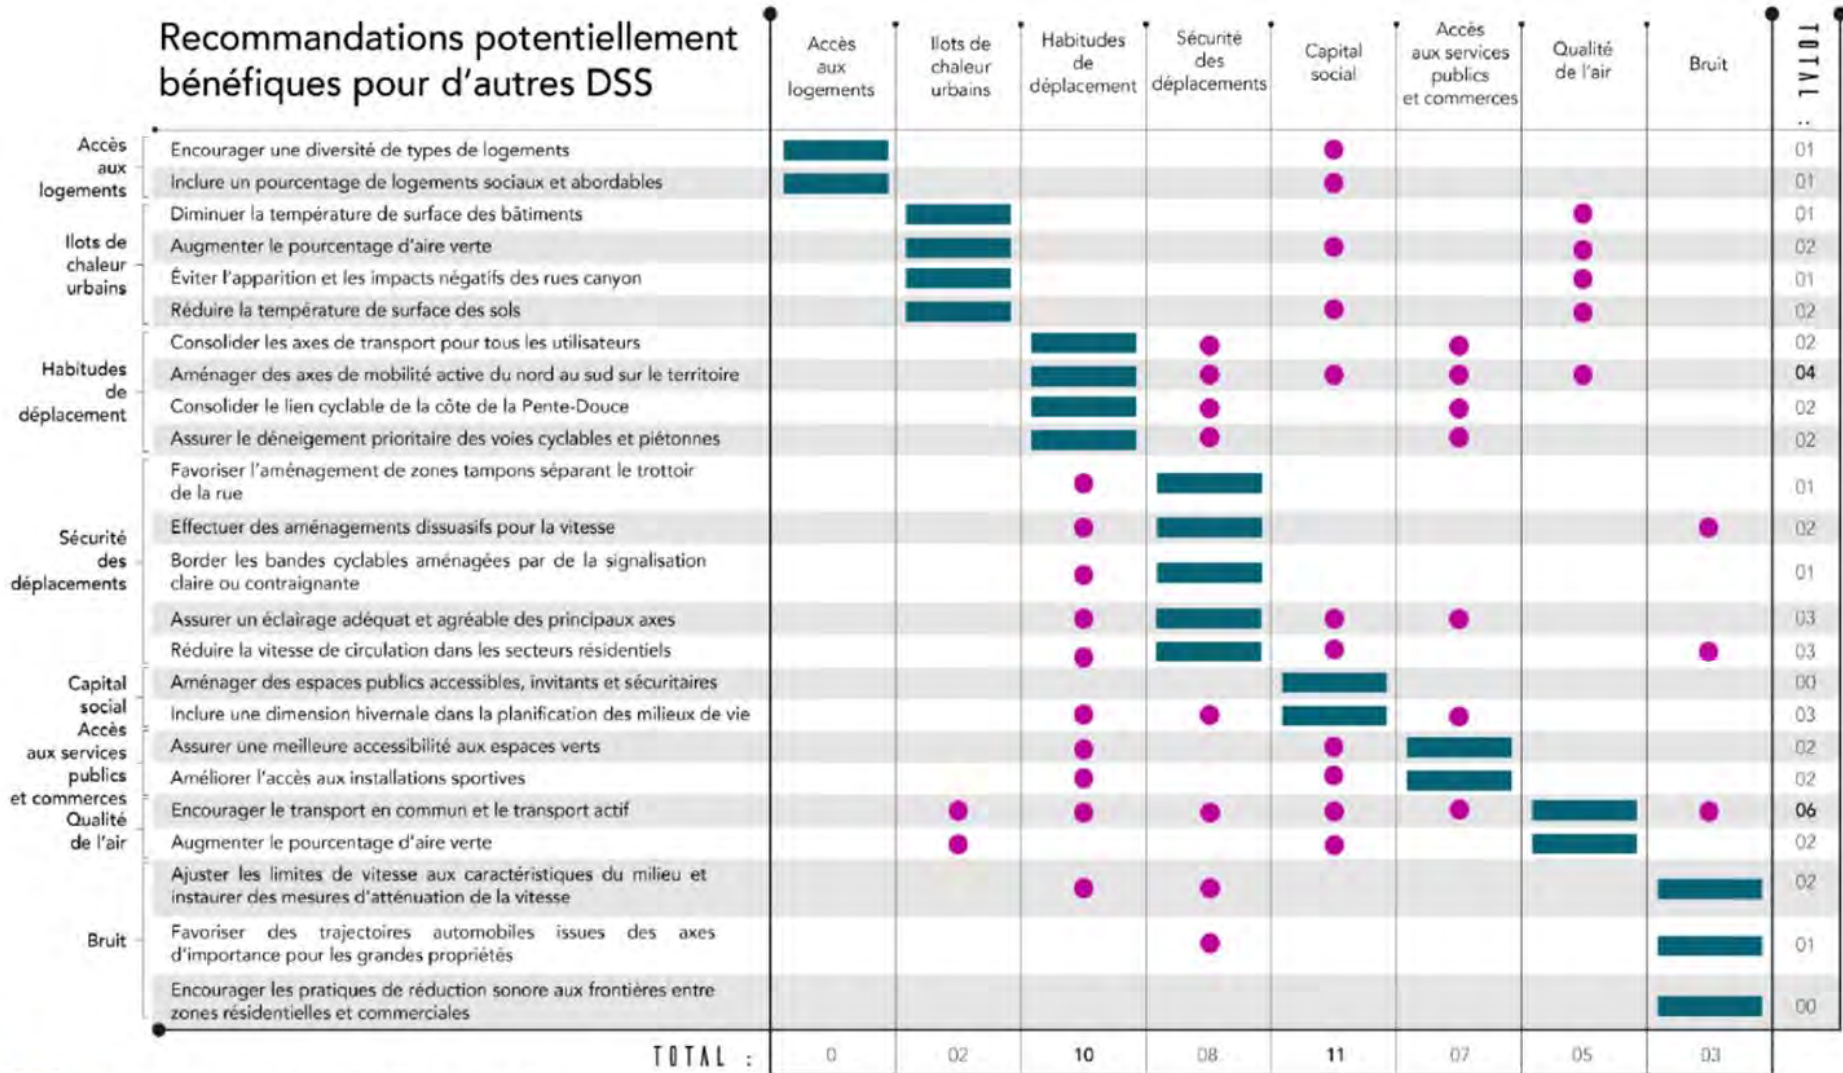 Recommandations potentiellement
bénéfiques pour d'autres DSS
Accès
aux
logements
Ilots de
chaleur
urbains
Habitudes
de
déplacement
Sécurité
des
déplacements
Capital
social
Accès
aux services
publics
et commerces
Qualité
de l'air
Bruit
TOTAL :
Accès
aux
logements
Encourager une diversité de types de logements
01
Inclure un pourcentage de logements sociaux et abordables
01
Ilots de
chaleur
urbains
Diminuer la température de surface des bâtiments
01
Augmenter le pourcentage d'aire verte
02
Éviter l'apparition et les impacts négatifs des rues canyon
01
Réduire la température de surface des sols
02
Habitudes
de
déplacement
Consolider les axes de transport pour tous les utilisateurs
02
Aménager des axes de mobilité active du nord au sud sur le territoire
04
Consolider le lien cyclable de la côte de la Pente-Douce
02
Assurer le déneigement prioritaire des voies cyclables et piétonnes
02
Sécurité
des
déplacements
Favoriser l'aménagement de zones tampons séparant le trottoir
de la rue
01
Effectuer des aménagements dissuasifs pour la vitesse
02
Border les bandes cyclables aménagées par de la signalisation
claire ou contraignante
01
Assurer un éclairage adéquat et agréable des principaux axes
03
Réduire la vitesse de circulation dans les secteurs résidentiels
03
Capital
social
Aménager des espaces publics accessibles, invitants et sécuritaires
00
Inclure une dimension hivernale dans la planification des milieux de vie
03
Accès
aux services
publics
et commerces
Assurer une meilleure accessibilité aux espaces verts
02
Améliorer l'accès aux installations sportives
02
Qualité
de l'air
Encourager le transport en commun et le transport actif
06
Augmenter le pourcentage d'aire verte
02
Bruit
Ajuster les limites de vitesse aux caractéristiques du milieu et
instaurer des mesures d'atténuation de la vitesse
02
Favoriser des trajectoires automobiles issues des axes
d'importance pour les grandes propriétés
01
Encourager les pratiques de réduction sonore aux frontières entre
zones résidentielles et commerciales
00
TOTAL : 0 02 10 08 11 07 05 03